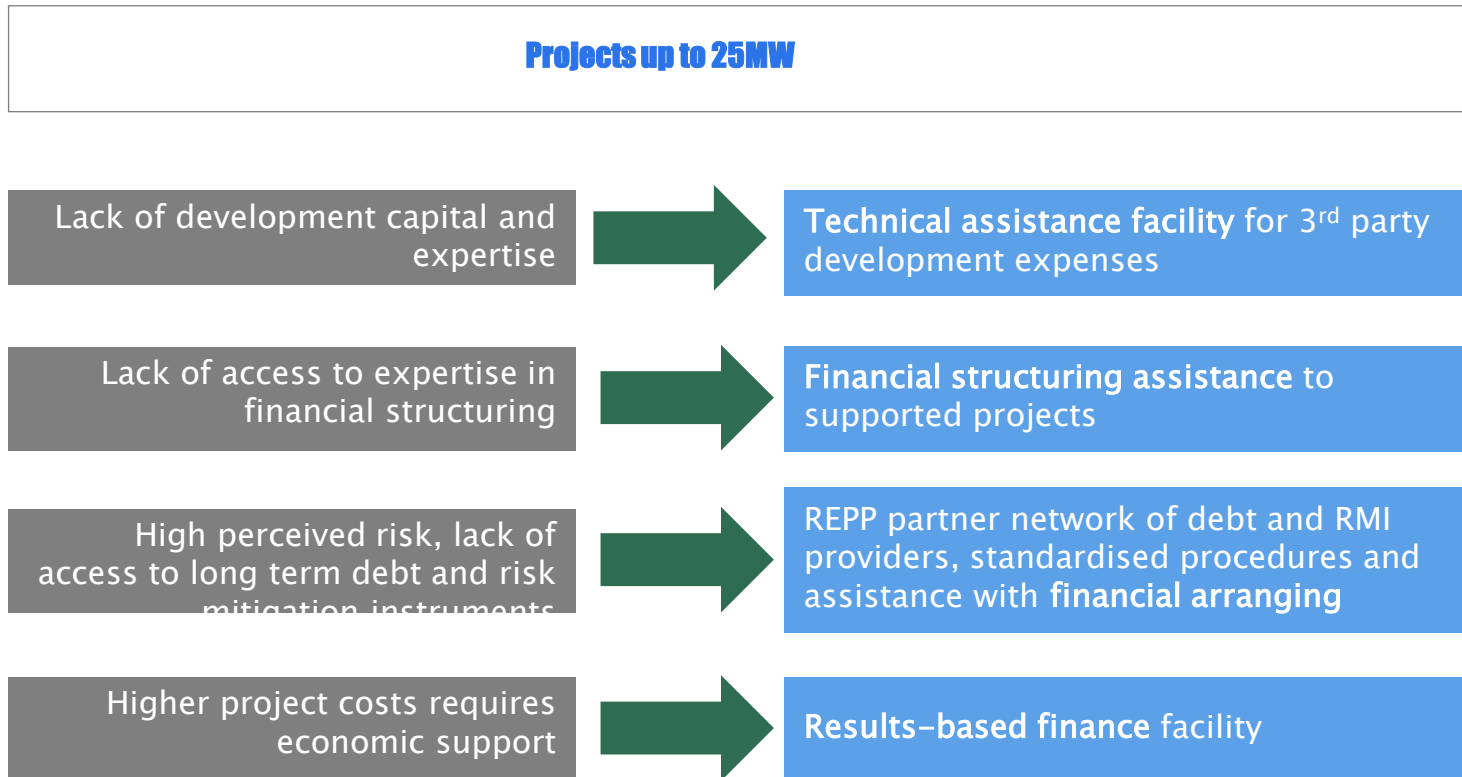 Projects up to 25MW
Lack of development capital and
expertise
Technical assistance facility for 3rd party
development expenses
Lack of access to expertise in
financial structuring
Financial structuring assistance to
supported projects
High perceived risk, lack of
access to long term debt and risk
mitigation instruments
REPP partner network of debt and RMI
providers, standardised procedures and
assistance with financial arranging
Higher project costs requires
economic support
Results-based finance facility